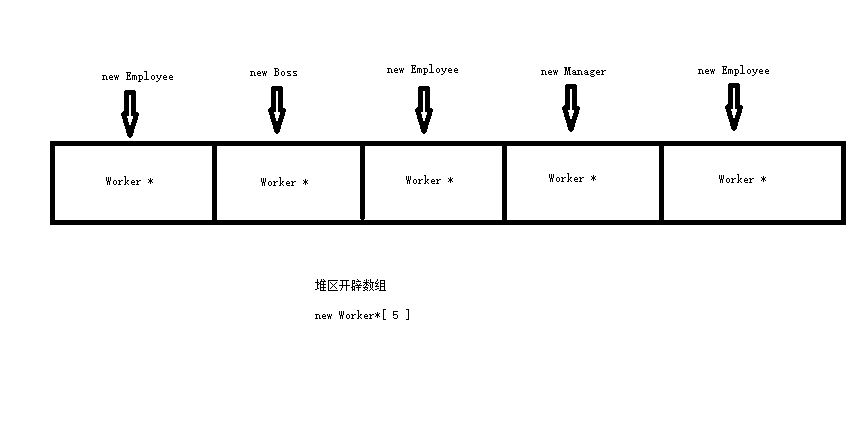 new Employee
new Boss
new Employee
new Manager
new Employee
Worker *
Worker *
Worker *
Worker *
Worker *
堆区开辟数组
new Worker*[ 5 ]